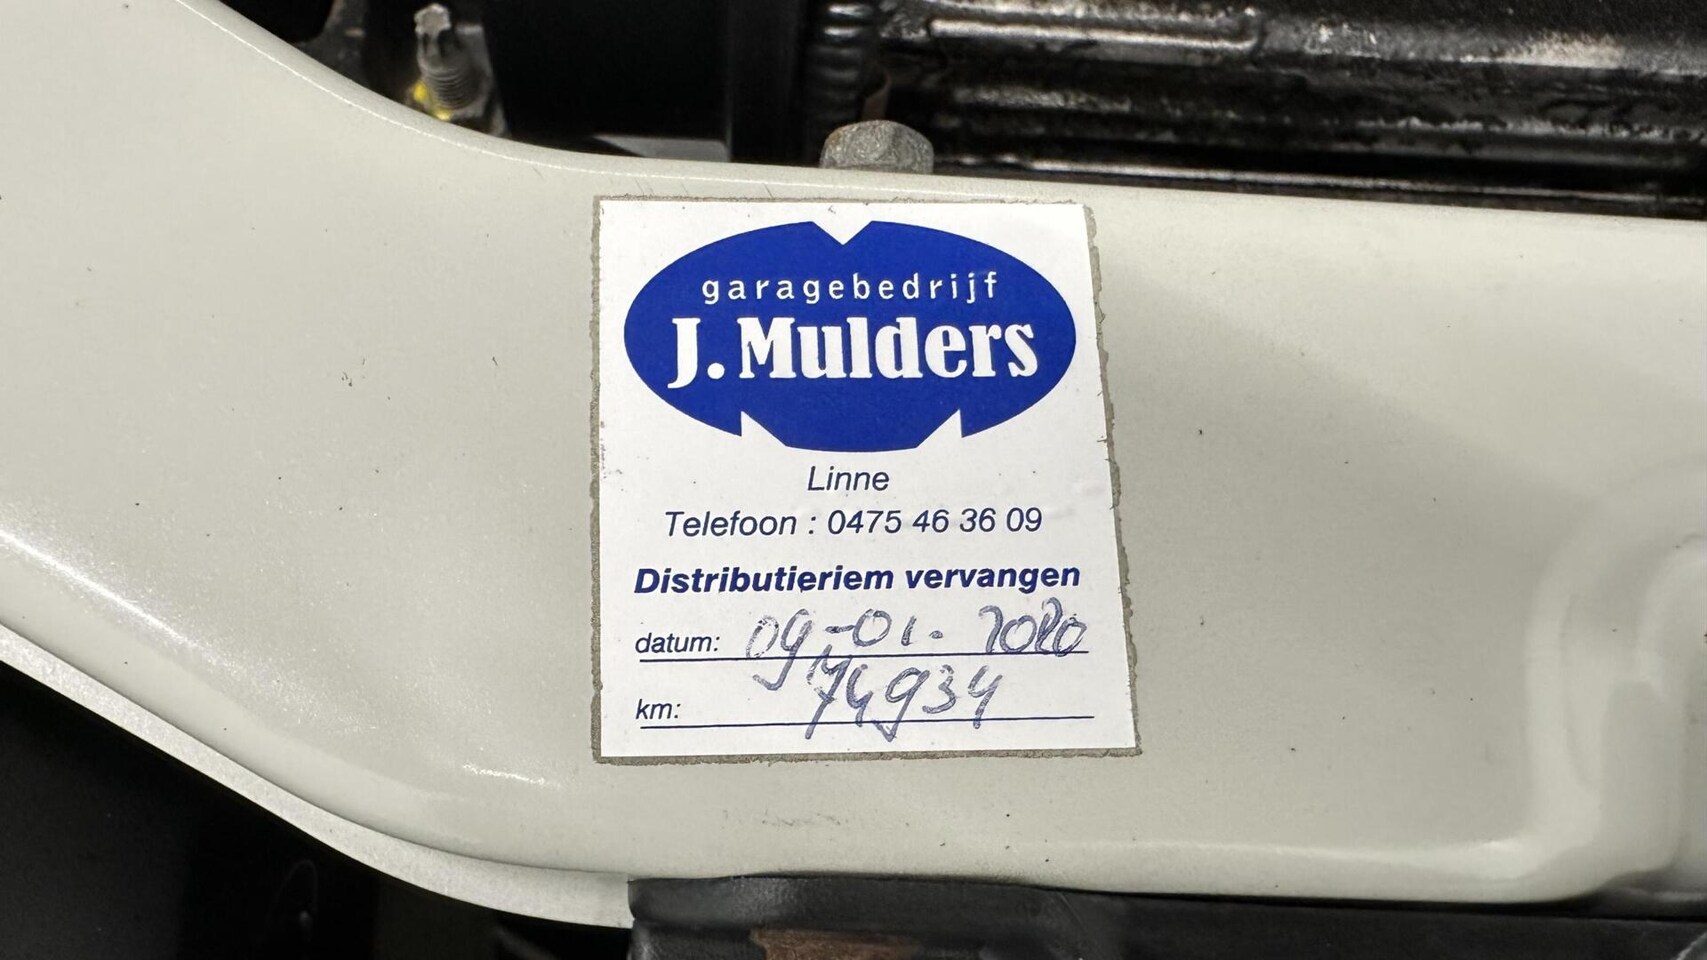 garagebedrijf
J. Mulders
Linne
Telefoon : 0475 46 36 09
Distributieriem vervangen
datum: 09-01. 2020
km: 74934